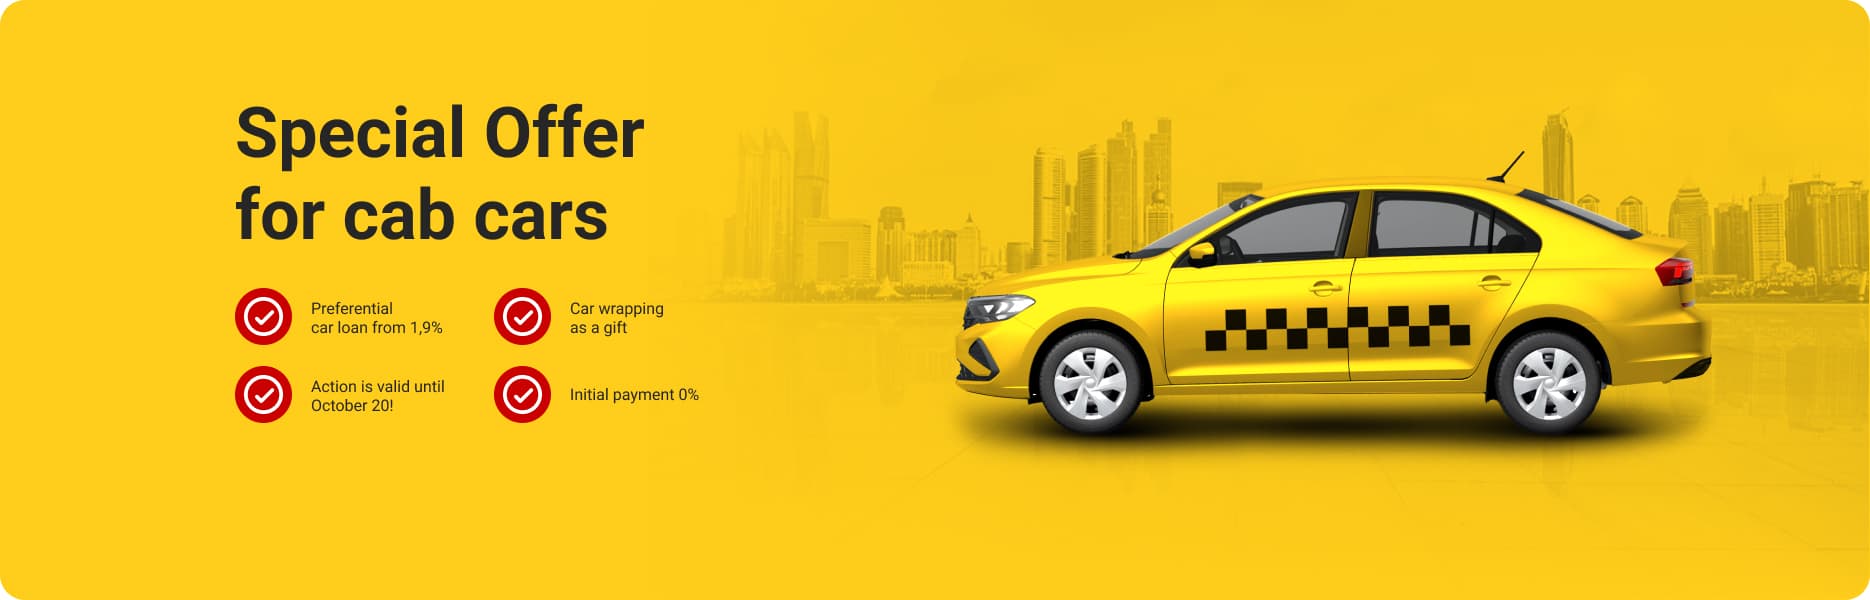 Special Offer
for cab cars
Preferential
car loan from 1,9%
Car wrapping
as a gift
Action is valid until
October 20!
Initial payment 0%